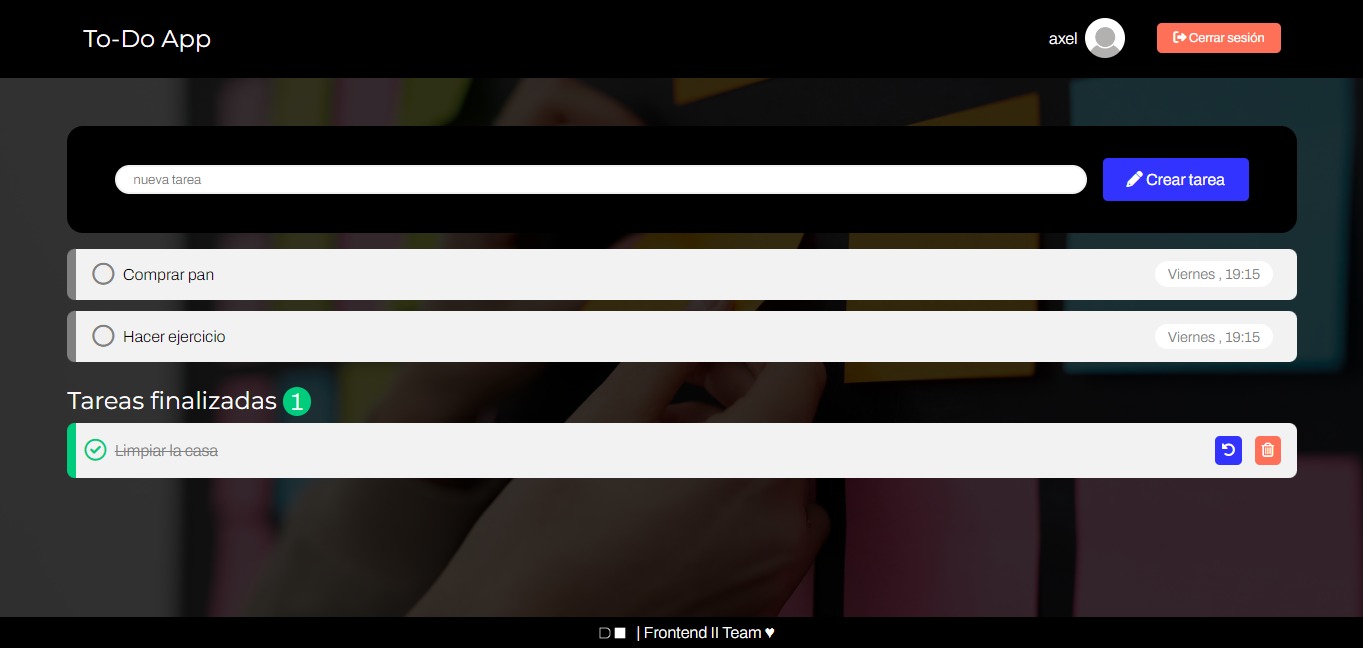 To-Do App
axel
Cerrar sesión
nueva tarea
Crear tarea
Comprar pan
Viernes , 19:15
Hacer ejercicio
Viernes , 19:15
Tareas finalizadas 1
Limpiar la casa
| Frontend II Team ♥